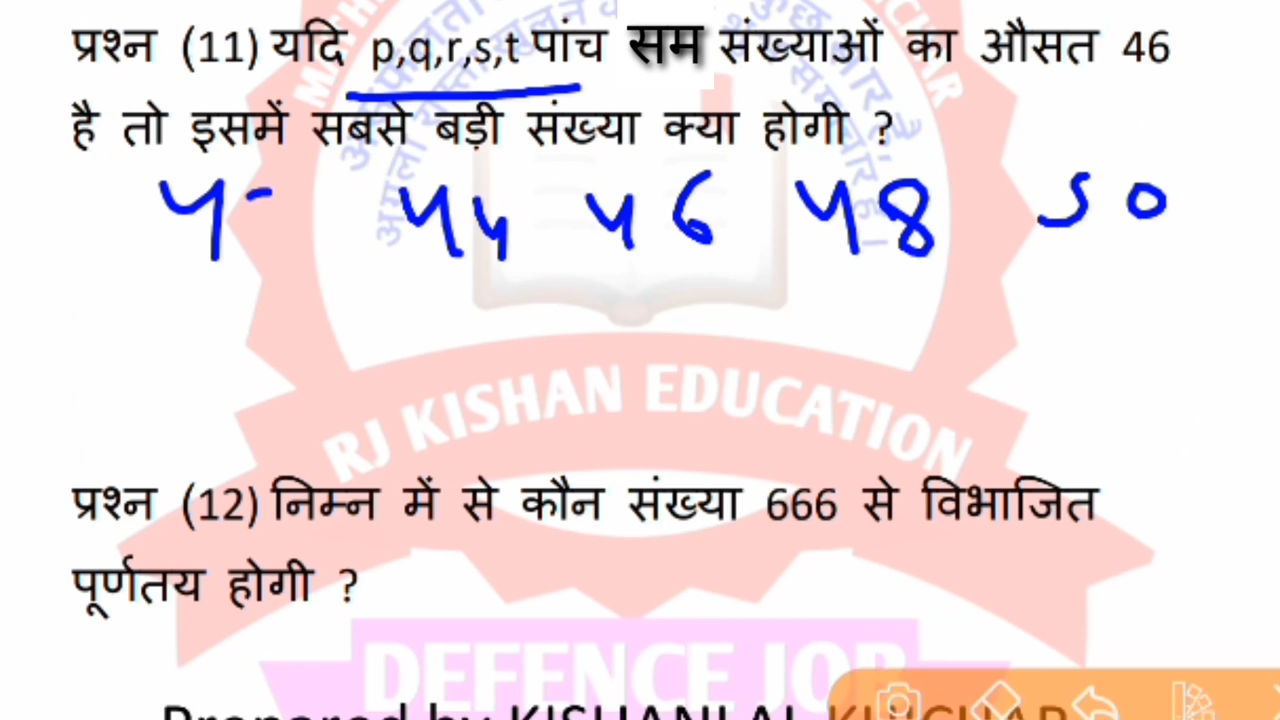 प्रश्न (11) यदि p,q,r,s,t पांच सम संख्याओं का औसत 46
है तो इसमें सबसे बड़ी संख्या क्या होगी ?
44 46 48 50
RJ KISHAN EDUCATION
प्रश्न (12) निम्न में से कौन संख्या 666 से विभाजित
पूर्णतय होगी ?
DEFENCE JOB
Prepared by KISHANLAL KHICHAR